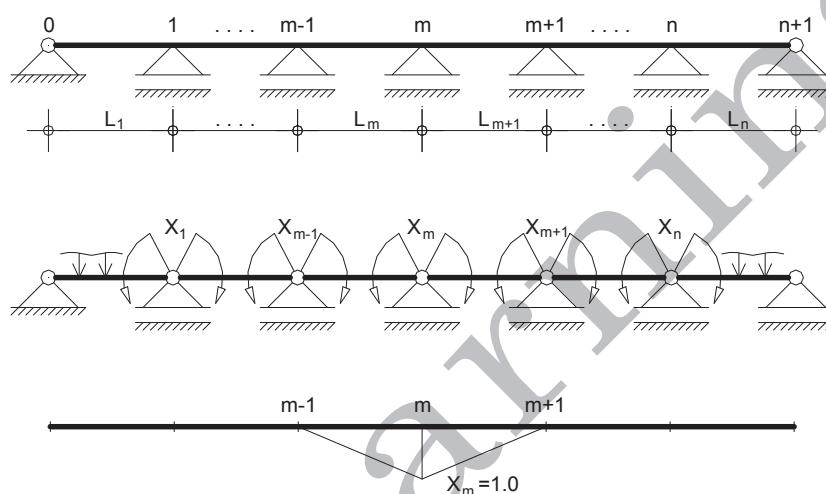 0 1 . . . . m-1 m m+1 . . . . n n+1
L1 . . . . Lm Lm+1 . . . . Ln
X1 Xm-1 Xm Xm+1 Xn
m-1 m m+1
Xm =1.0